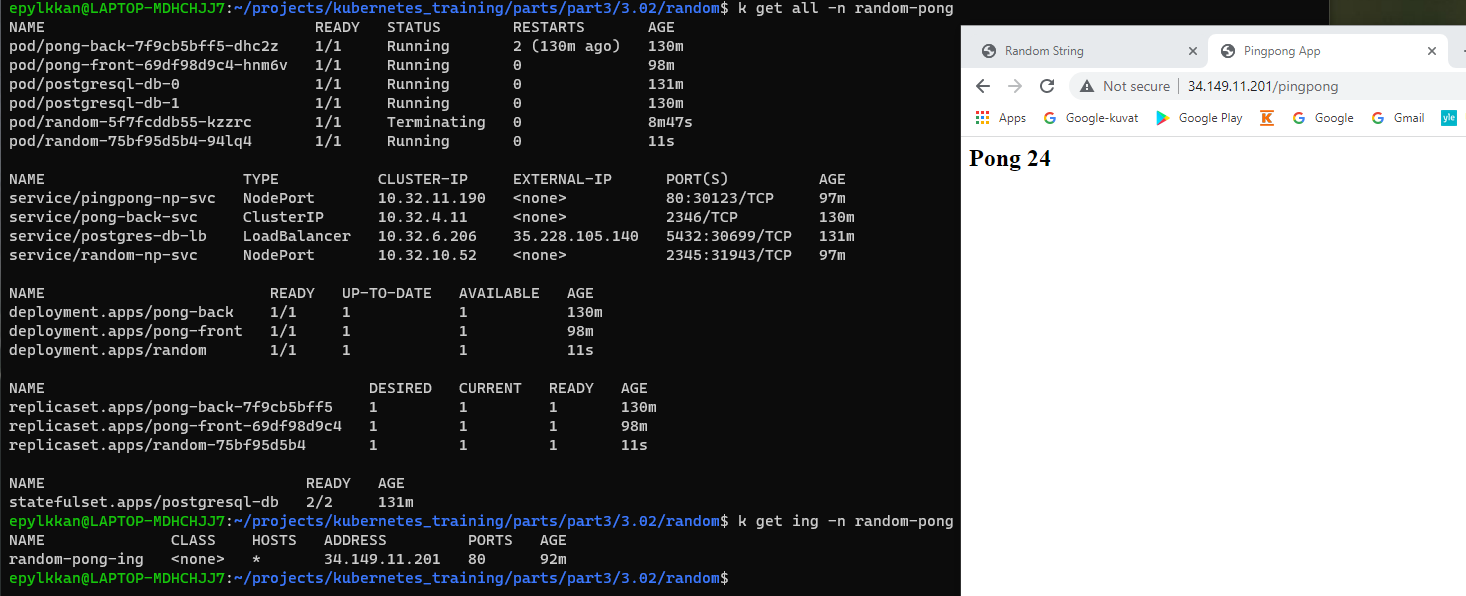 epylkkan@LAPTOP-MDHCHJJ7:~/projects/kubernetes_training/parts/part3/3.02/random$ k get all -n random-pong
NAME READY STATUS RESTARTS AGE
pod/pong-back-7f9cb5bff5-dhc2z 1/1 Running 2 (130m ago) 130m
pod/pong-front-69df98d9c4-hnm6v 1/1 Running 0 98m
pod/postgresql-db-0 1/1 Running 0 131m
pod/postgresql-db-1 1/1 Running 0 130m
pod/random-5f7fcddb55-kzzrc 1/1 Terminating 0 8m47s
pod/random-75bf95d5b4-94lq4 1/1 Running 0 11s
NAME TYPE CLUSTER-IP EXTERNAL-IP PORT(S) AGE
service/pingpong-np-svc NodePort 10.32.11.190 <none> 80:30123/TCP 97m
service/pong-back-svc ClusterIP 10.32.4.11 <none> 2346/TCP 130m
service/postgres-db-lb LoadBalancer 10.32.6.206 35.228.105.140 5432:30699/TCP 131m
service/random-np-svc NodePort 10.32.10.52 <none> 2345:31943/TCP 97m
NAME READY UP-TO-DATE AVAILABLE AGE
deployment.apps/pong-back 1/1 1 1 130m
deployment.apps/pong-front 1/1 1 1 98m
deployment.apps/random 1/1 1 1 11s
NAME DESIRED CURRENT READY AGE
replicaset.apps/pong-back-7f9cb5bff5 1 1 1 130m
replicaset.apps/pong-front-69df98d9c4 1 1 1 98m
replicaset.apps/random-75bf95d5b4 1 1 1 11s
NAME READY AGE
statefulset.apps/postgresql-db 2/2 131m
epylkkan@LAPTOP-MDHCHJJ7:~/projects/kubernetes_training/parts/part3/3.02/random$ k get ing -n random-pong
NAME CLASS HOSTS ADDRESS PORTS AGE
random-pong-ing <none> * 34.149.11.201 80 92m
epylkkan@LAPTOP-MDHCHJJ7:~/projects/kubernetes_training/parts/part3/3.02/random$
Random String
Pingpong App
Not secure | 34.149.11.201/pingpong
Apps Google-kuvat Google Play K Google Gmail yle
Pong 24